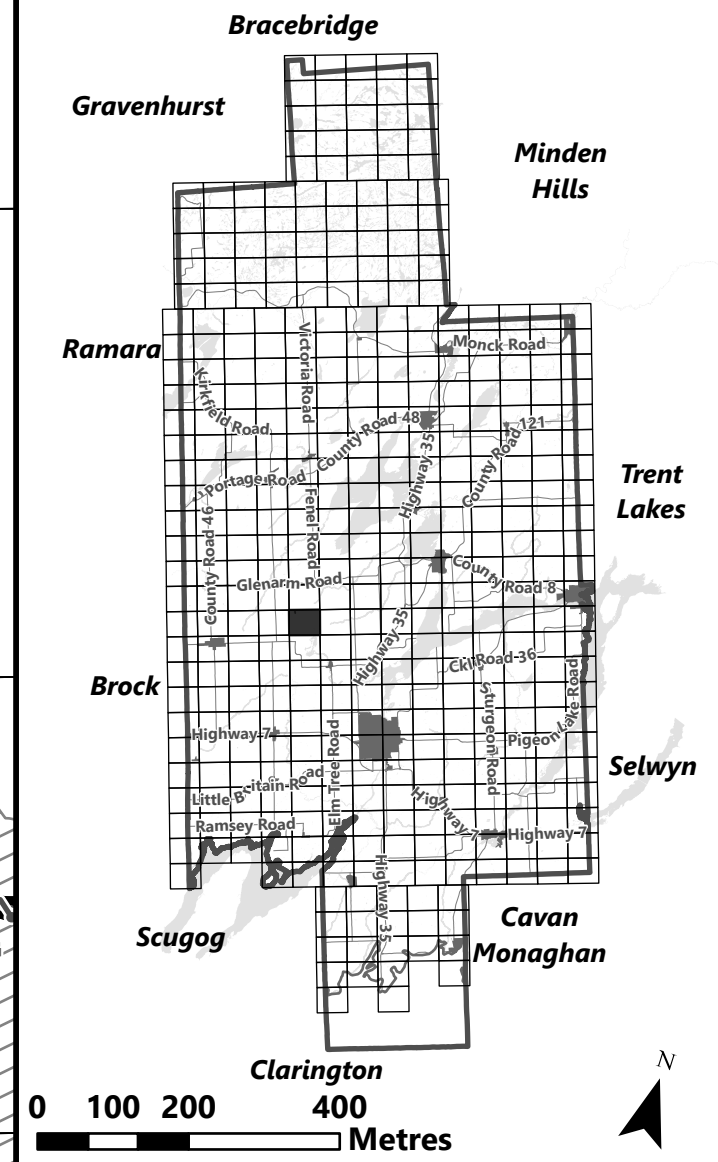 Bracebridge
Gravenhurst
Minden
Hills
Ramara
Monck Road
Victoria Road
Kirkfield Road
County Road 48
County Road 121
Highway 35
Portage Road
Trent
Lakes
Fenel Road
County Road 46
County Road 8
Glenarm Road
Highway 35
Ckl Road 36
Brock
Sturgeon Road
Pigeon Lake Road
Highway 7
Elm Tree Road
Selwyn
Little Britain Road
Highway 7
Ramsey Road
Highway 7
Highway 35
Cavan
Monaghan
Scugog
Clarington
N
0 100 200 400
Metres